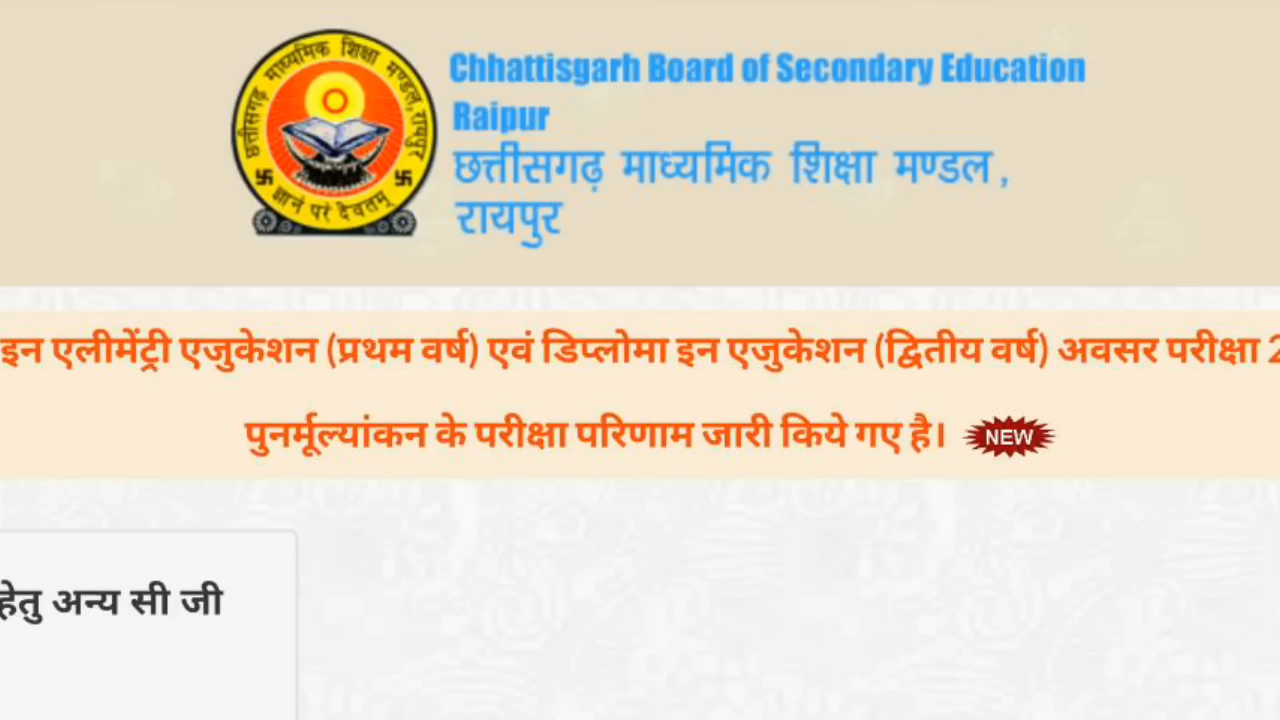 छत्तीसगढ़ माध्यमिक शिक्षा मण्डल, रायपुर
ज्ञानं परं दैवतम्
Chhattisgarh Board of Secondary Education
Raipur
छत्तीसगढ़ माध्यमिक शिक्षा मण्डल,
रायपुर
इन एलीमेंट्री एजुकेशन (प्रथम वर्ष) एवं डिप्लोमा इन एजुकेशन (द्वितीय वर्ष) अवसर परीक्षा 2
पुनर्मूल्यांकन के परीक्षा परिणाम जारी किये गए है। NEW
हेतु अन्य सी जी